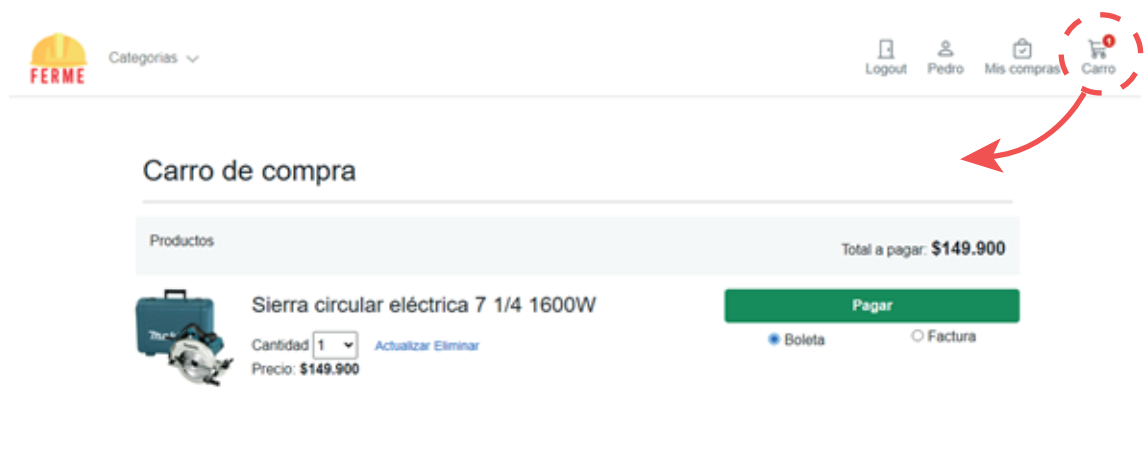 FERME
Categorias
Logout
Pedro
Mis compras
1
Carro
Carro de compra
Productos
Total a pagar: $149.900
Sierra circular eléctrica 7 1/4 1600W
Cantidad 1 Actualizar Eliminar
Precio: $149.900
Pagar
Boleta
Factura